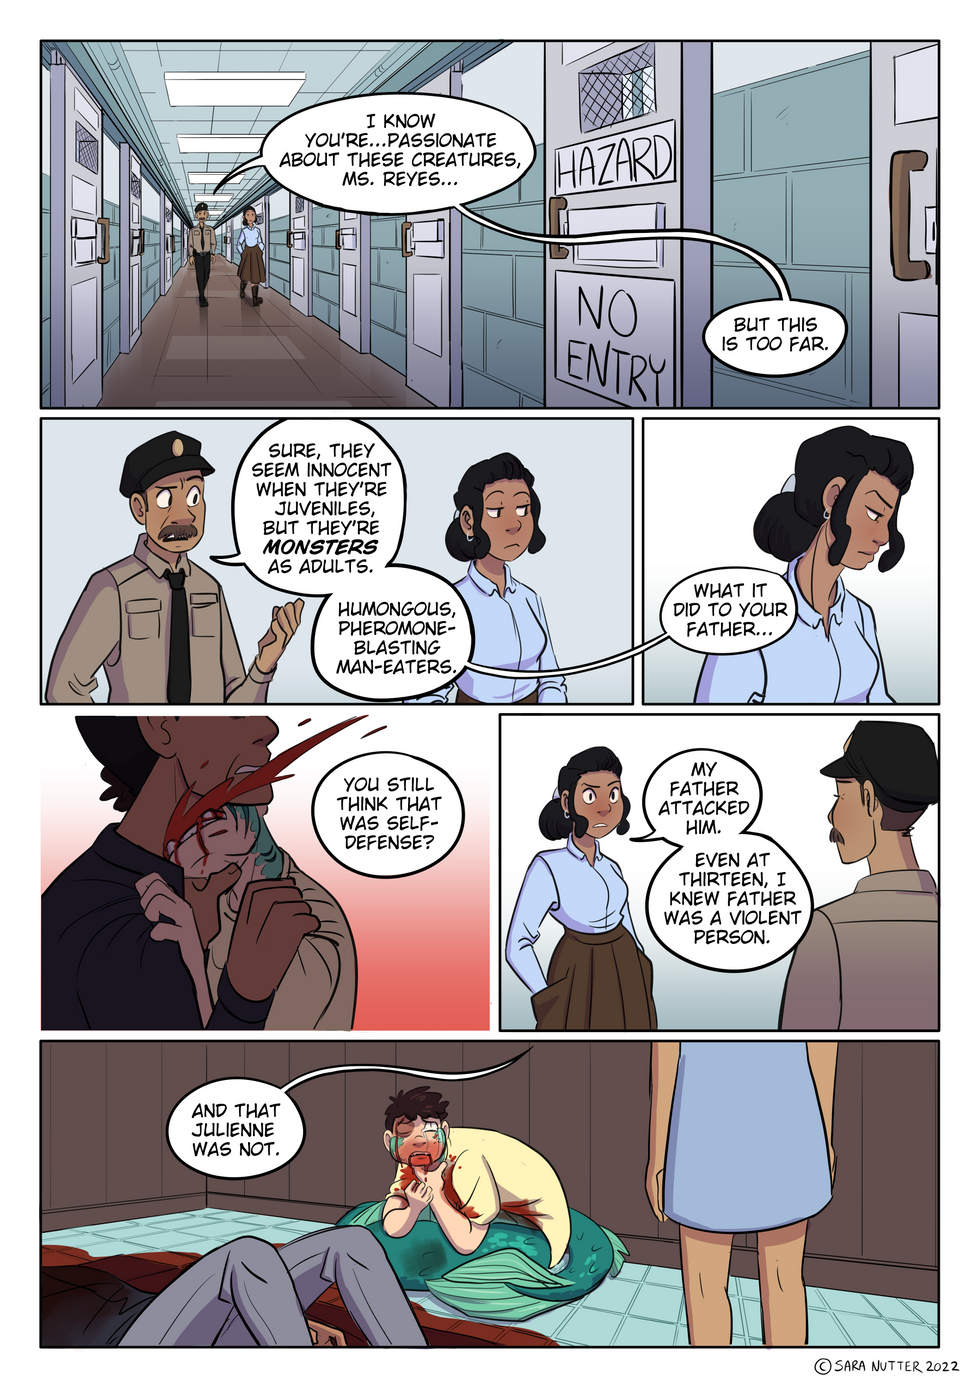 I KNOW
YOU'RE...PASSIONATE
ABOUT THESE CREATURES,
MS. REYES...
HAZARD
NO
ENTRY
BUT THIS
IS TOO FAR.
SURE, THEY
SEEM INNOCENT
WHEN THEY'RE
JUVENILES,
BUT THEY'RE
MONSTERS
AS ADULTS.
HUMONGOUS,
PHEROMONE-
BLASTING
MAN-EATERS.
WHAT IT
DID TO YOUR
FATHER...
YOU STILL
THINK THAT
WAS SELF-
DEFENSE?
MY
FATHER
ATTACKED
HIM.
EVEN AT
THIRTEEN, I
KNEW FATHER
WAS A VIOLENT
PERSON.
AND THAT
JULIENNE
WAS NOT.
© SARA NUTTER 2022